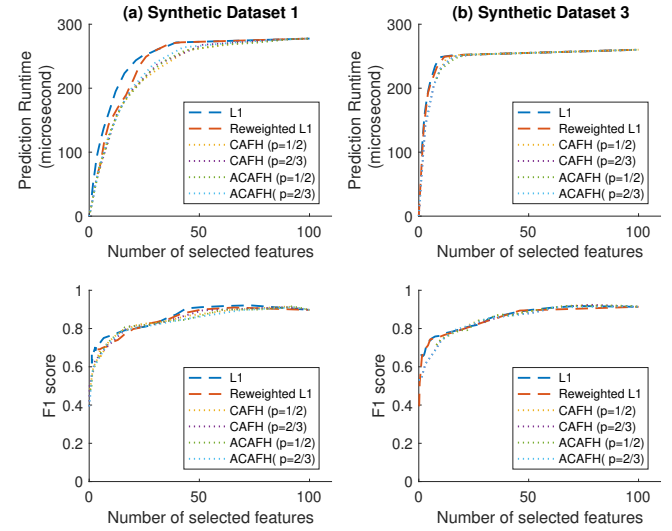 (a) Synthetic Dataset 1
Prediction Runtime
(microsecond)
300
200
100
0
L1
Reweighted L1
CAFH (p=1/2)
CAFH (p=2/3)
ACAFH (p=1/2)
ACAFH( p=2/3)
0 50 100
Number of selected features
(b) Synthetic Dataset 3
Prediction Runtime
(microsecond)
300
200
100
0
L1
Reweighted L1
CAFH (p=1/2)
CAFH (p=2/3)
ACAFH (p=1/2)
ACAFH( p=2/3)
0 50 100
Number of selected features
F1 score
1
0.8
0.6
0.4
0.2
0
L1
Reweighted L1
CAFH (p=1/2)
CAFH (p=2/3)
ACAFH (p=1/2)
ACAFH( p=2/3)
0 50 100
Number of selected features
F1 score
1
0.8
0.6
0.4
0.2
0
L1
Reweighted L1
CAFH (p=1/2)
CAFH (p=2/3)
ACAFH (p=1/2)
ACAFH( p=2/3)
0 50 100
Number of selected features